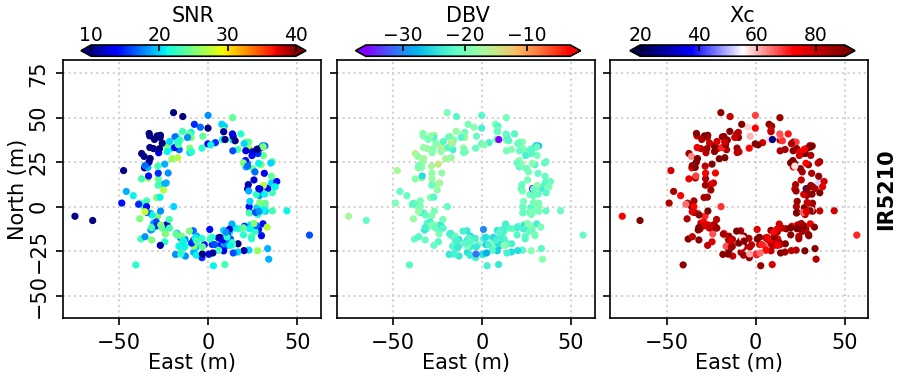 SNR
10 20 30 40
DBV
−30 −20 −10
Xc
20 40 60 80
North (m)
75
50
25
0
−25
−50
−50 0 50
East (m)
−50 0 50
East (m)
−50 0 50
East (m)
IR5210